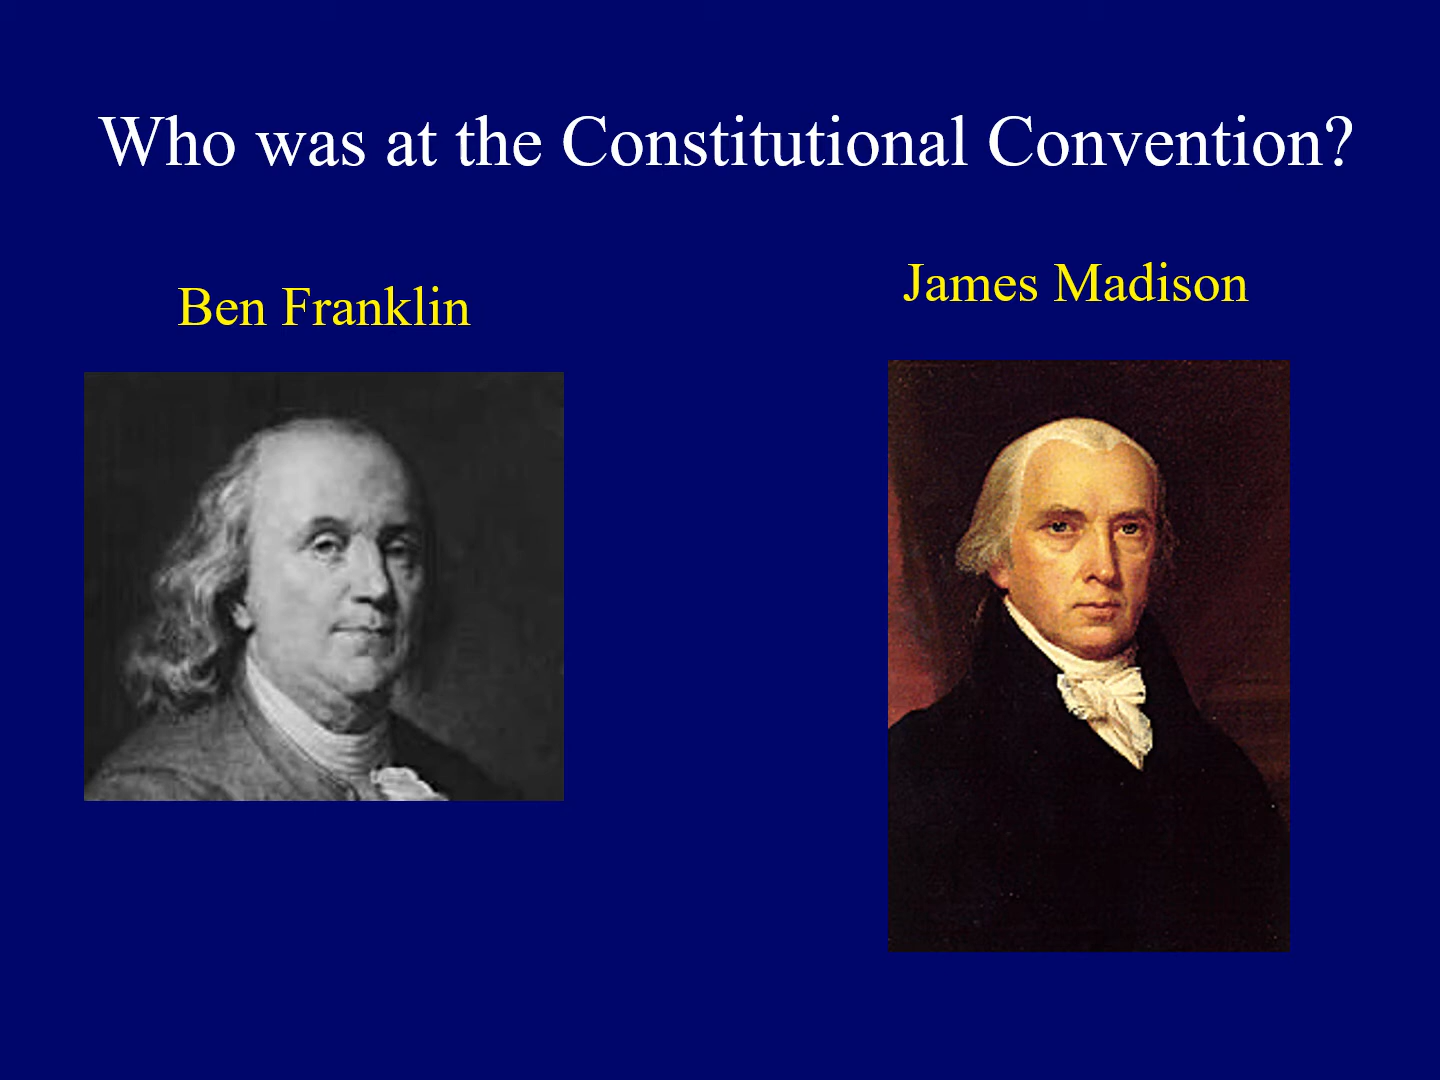 Who was at the Constitutional Convention?
Ben Franklin
James Madison